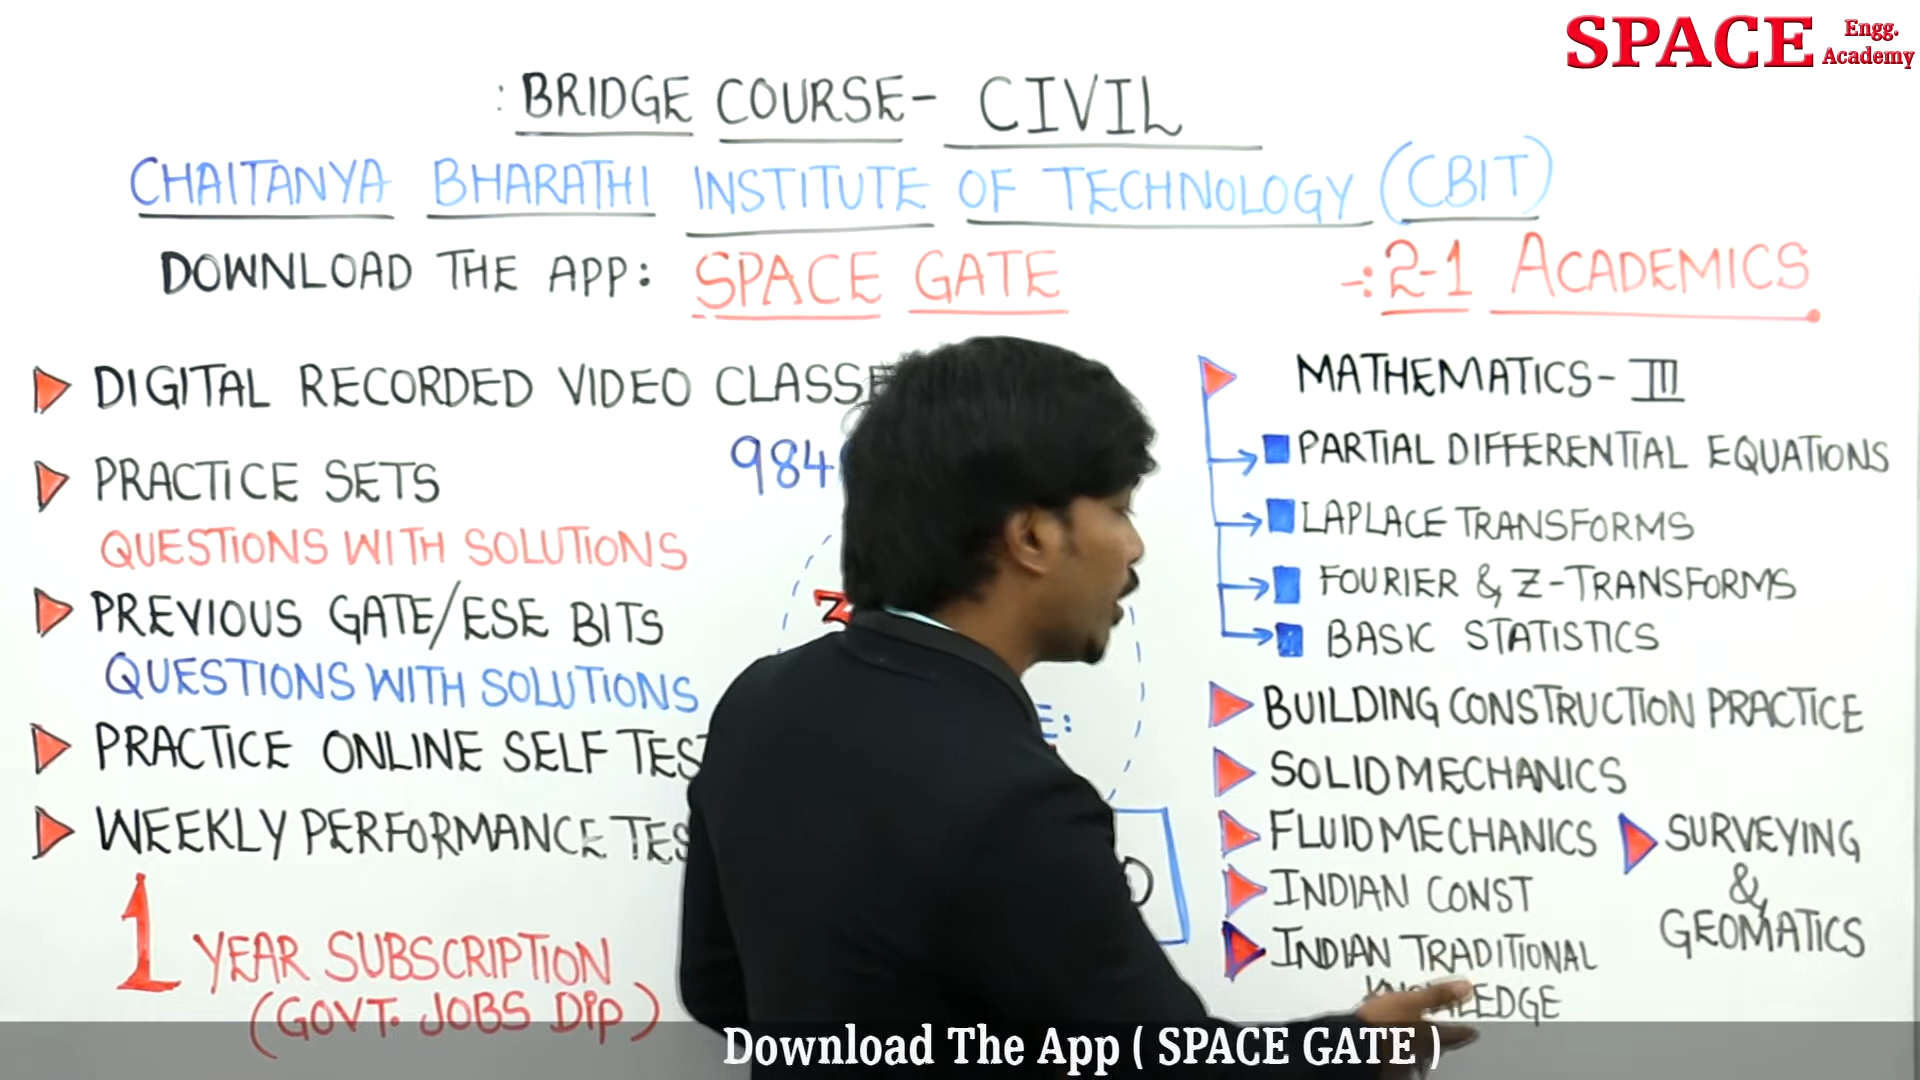 SPACE Engg. Academy
: BRIDGE COURSE- CIVIL
CHAITANYA BHARATHI INSTITUTE OF TECHNOLOGY (CBIT)
DOWNLOAD THE APP: SPACE GATE
DIGITAL RECORDED VIDEO
984
PRACTICE SETS
QUESTIONS WITH SOLUTIONS
PREVIOUS GATE/ESE BITS
QUESTIONS WITH SOLUTIONS
PRACTICE ONLINE SELF
WEEKLY PERFORMANCE
1 YEAR SUBSCRIPTION
(GOVT. JOBS DIP)
-: 2-1 ACADEMICS
MATHEMATICS- III
PARTIAL DIFFERENTIAL EQUATIONS
LAPLACE TRANSFORMS
FOURIER & Z-TRANSFORMS
BASIC STATISTICS
BUILDING CONSTRUCTION PRACTICE
SOLID MECHANICS
FLUID MECHANICS
INDIAN CONST
INDIAN TRADITIONAL
KNOWLEDGE
SURVEYING
&
GEOMATICS
Download The App ( SPACE GATE )